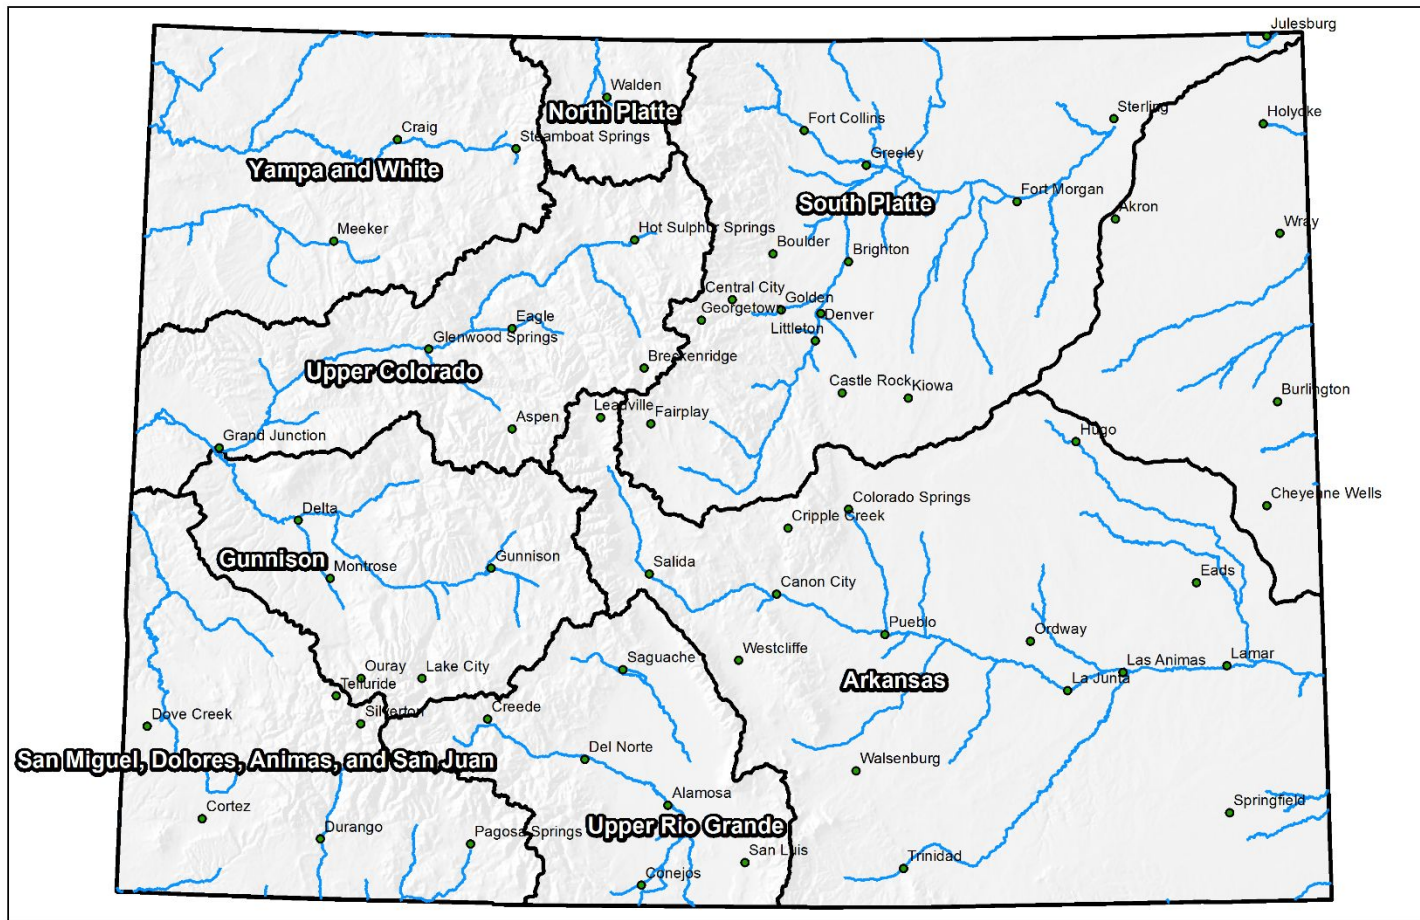 Julesburg
Walden
North Platte
Fort Collins
Sterling
Holyoke
Craig
Steamboat Springs
Greeley
Yampa and White
Fort Morgan
South Platte
Akron
Wray
Meeker
Hot Sulphur Springs
Boulder
Brighton
Central City
Golden
Georgetown
Denver
Eagle
Littleton
Glenwood Springs
Breckenridge
Upper Colorado
Castle Rock
Kiowa
Burlington
Leadville
Fairplay
Aspen
Hugo
Grand Junction
Cheyenne Wells
Colorado Springs
Delta
Cripple Creek
Gunnison
Gunnison
Montrose
Salida
Canon City
Eads
Pueblo
Ordway
Westcliffe
Saguache
Lamar
Ouray
Lake City
Las Animas
Telluride
Arkansas
La Junta
Dove Creek
Silverton
Creede
Del Norte
San Miguel, Dolores, Animas, and San Juan
Walsenburg
Alamosa
Cortez
Springfield
Upper Rio Grande
Durango
Pagosa Springs
San Luis
Trinidad
Conejos